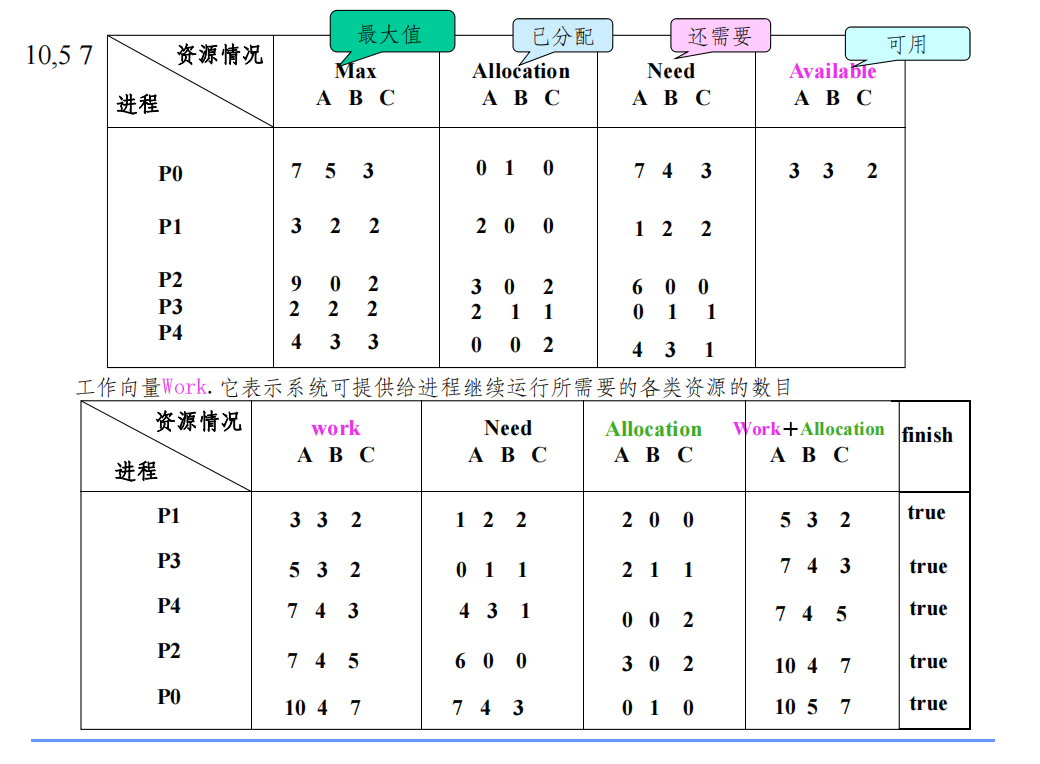 最大值 已分配 还需要 可用
10,5 7 资源情况 Max Allocation Need Available
进程 A B C A B C A B C A B C
P0 7 5 3 0 1 0 7 4 3 3 3 2
P1 3 2 2 2 0 0 1 2 2
P2 9 0 2 3 0 2 6 0 0
P3 2 2 2 2 1 1 0 1 1
P4 4 3 3 0 0 2 4 3 1
工作向量Work.它表示系统可提供给进程继续运行所需要的各类资源的数目
资源情况 work Need Allocation Work+Allocation finish
进程 A B C A B C A B C A B C
P1 3 3 2 1 2 2 2 0 0 5 3 2 true
P3 5 3 2 0 1 1 2 1 1 7 4 3 true
P4 7 4 3 4 3 1 0 0 2 7 4 5 true
P2 7 4 5 6 0 0 3 0 2 10 4 7 true
P0 10 4 7 7 4 3 0 1 0 10 5 7 true